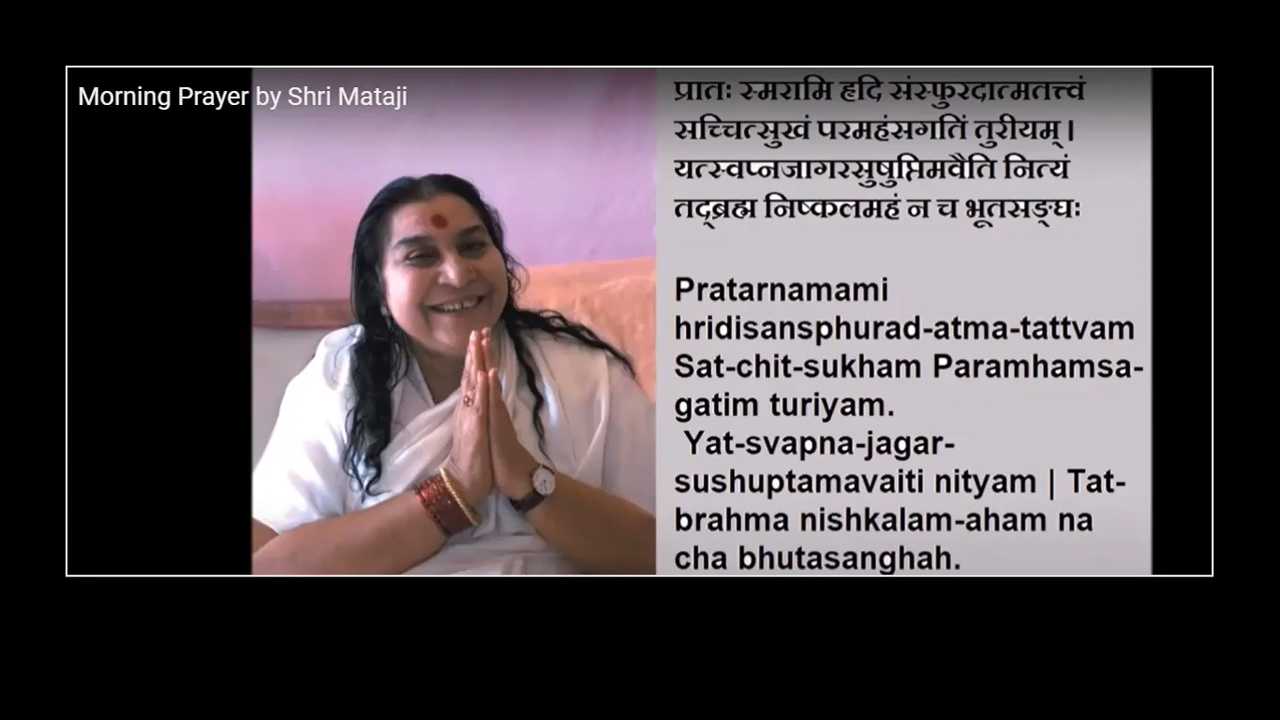 Morning Prayer by Shri Mataji
प्रातः स्मरामि हृदि संस्फुरदात्मतत्त्वं
सच्चित्सुखं परमहंसगतिं तुरीयम् ।
यत्स्वप्नजागरसुषुप्तिमवैति नित्यं
तद्ब्रह्म निष्कलमहं न च भूतसङ्घः
Pratarnamami
hridisansphurad-atma-tattvam
Sat-chit-sukham Paramhamsa-
gatim turiyam.
Yat-svapna-jagar-
sushuptamavaiti nityam | Tat-
brahma nishkalam-aham na
cha bhutasanghah.